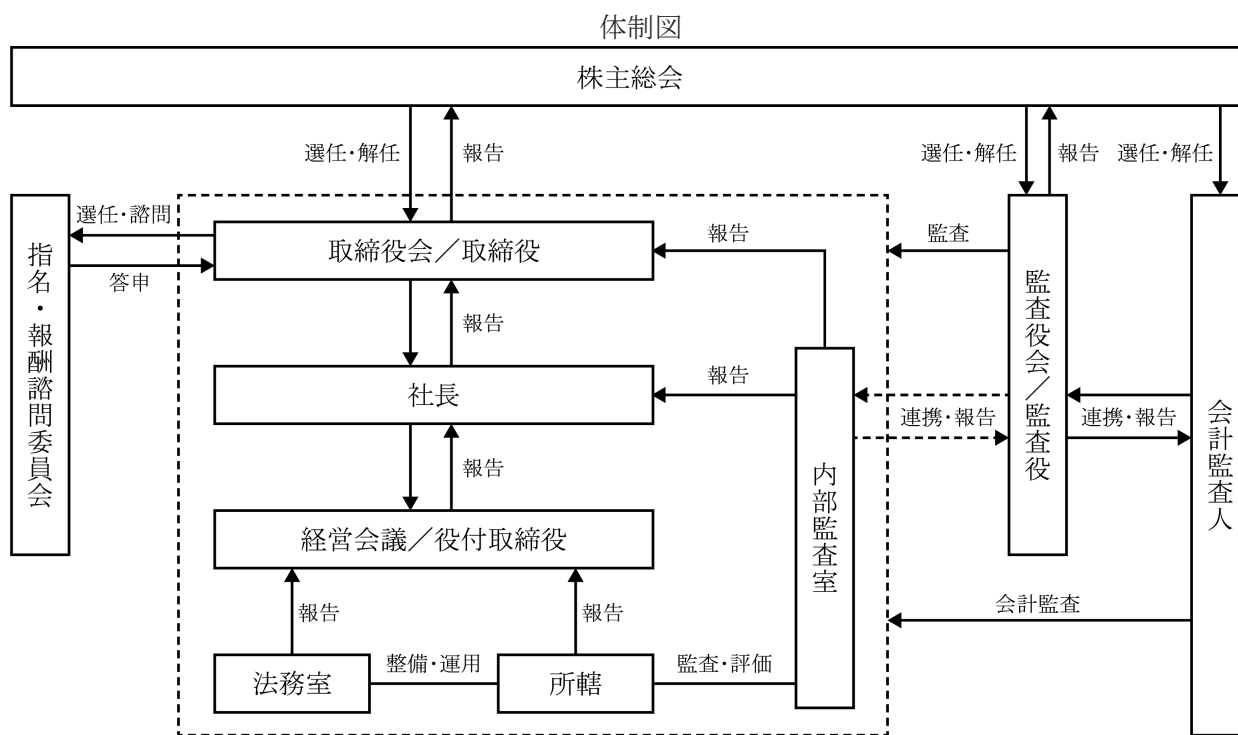 体制図
株主総会
選任・解任
報告
選任・解任
報告
選任・解任
指名・報酬諮問委員会
選任・諮問
答申
取締役会／取締役
報告
監査
監査役会／監査役
会計監査人
報告
社長
報告
連携・報告
連携・報告
内部監査室
報告
経営会議／役付取締役
報告
報告
会計監査
法務室
整備・運用
所轄
監査・評価